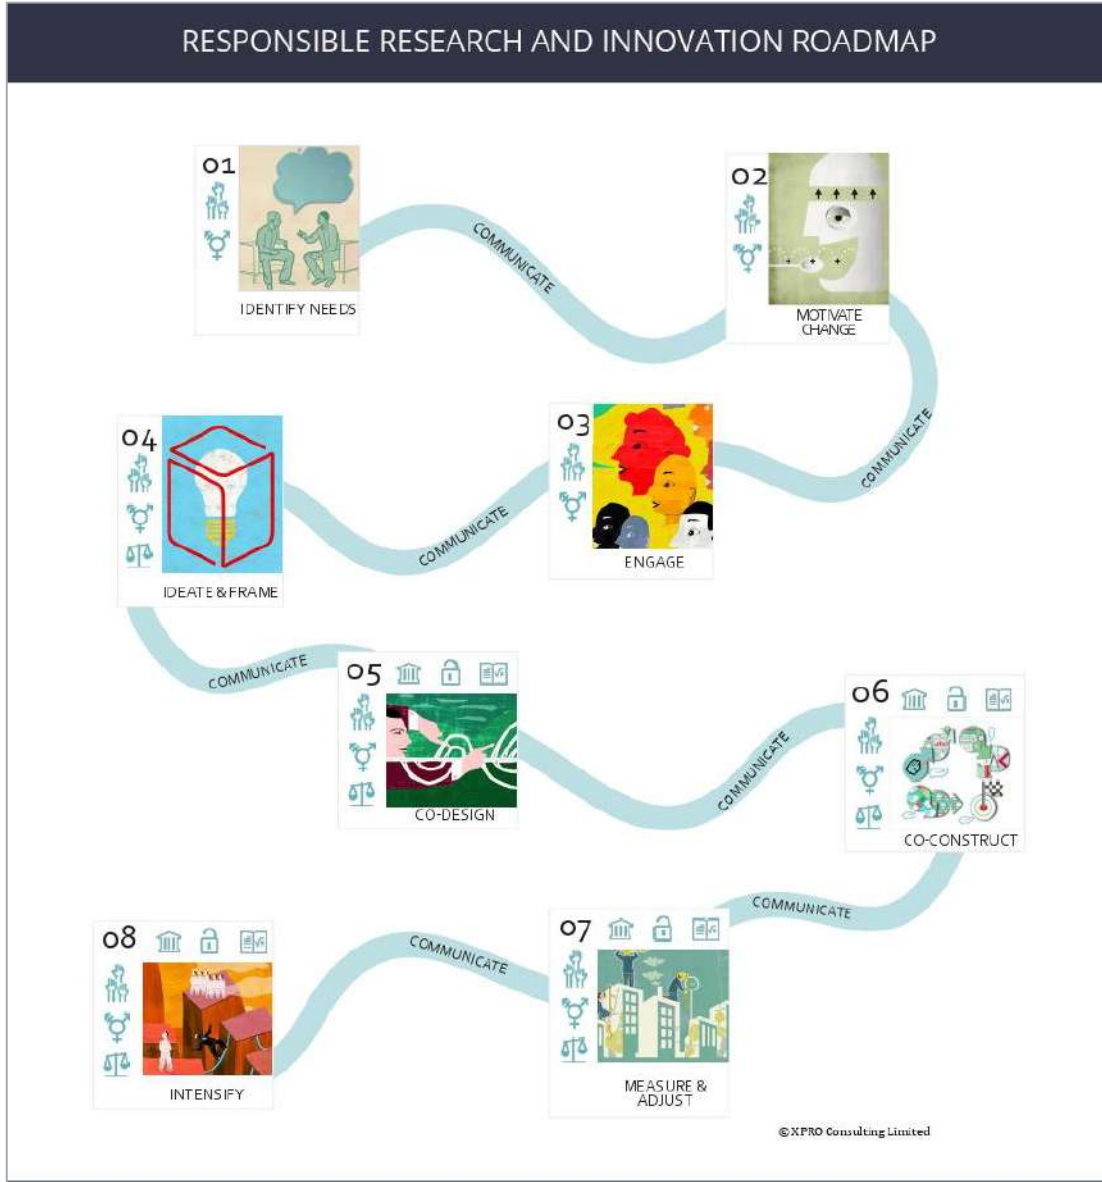 RESPONSIBLE RESEARCH AND INNOVATION ROADMAP
01
IDENTIFY NEEDS
COMMUNICATE
02
MOTIVATE
CHANGE
COMMUNICATE
03
ENGAGE
COMMUNICATE
04
IDEATE & FRAME
COMMUNICATE
05
CO-DESIGN
COMMUNICATE
06
CO-CONSTRUCT
COMMUNICATE
07
MEASURE &
ADJUST
COMMUNICATE
08
INTENSIFY
© XPRO Consulting Limited